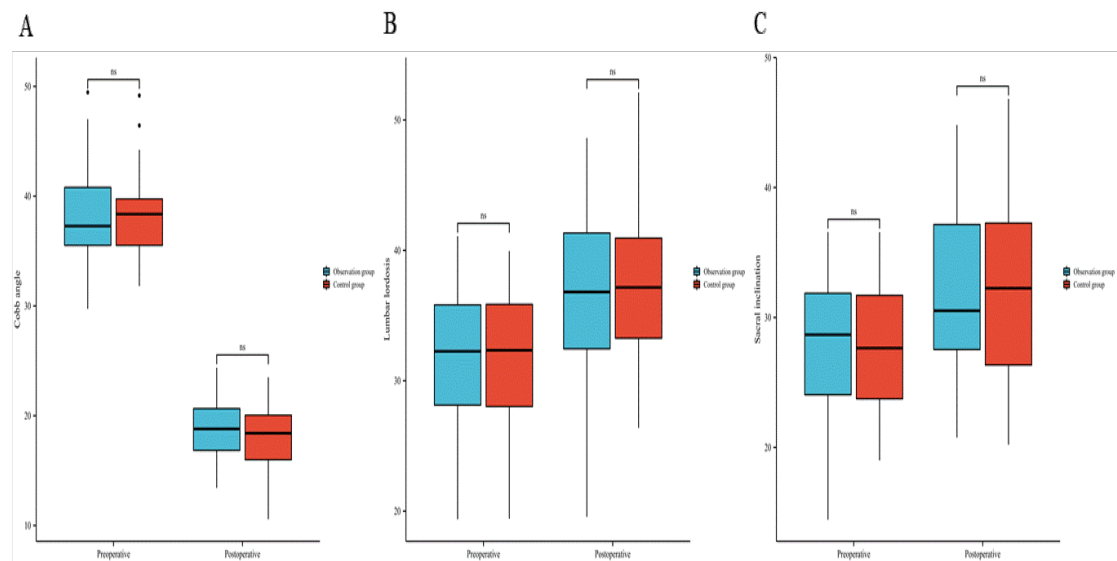 A
B
C
ns
ns
50
40
30
20
10
Cobb angle
Preoperative
Postoperative
Observation group
Control group
ns
ns
50
40
30
20
Lumbar lordosis
Preoperative
Postoperative
Observation group
Control group
ns
ns
50
40
30
20
Sacral inclination
Preoperative
Postoperative
Observation group
Control group